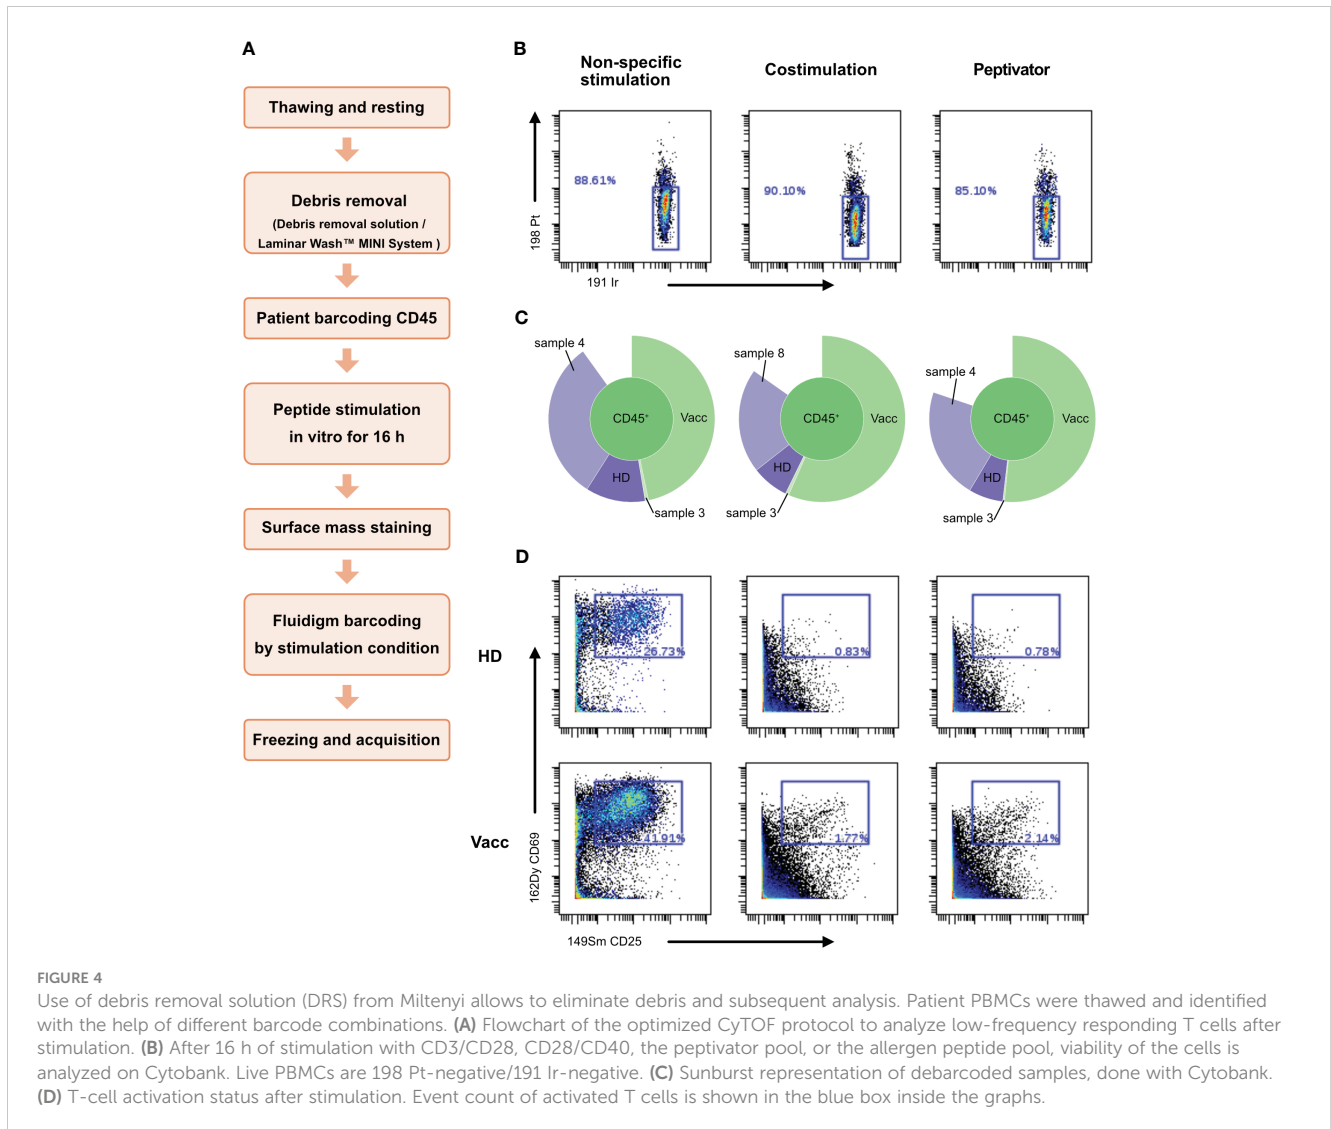 A
Thawing and resting
Debris removal
(Debris removal solution /
Laminar Wash™ MINI System )
Patient barcoding CD45
Peptide stimulation
in vitro for 16 h
Surface mass staining
Fluidigm barcoding
by stimulation condition
Freezing and acquisition
B
Non-specific
stimulation
Costimulation
Peptivator
88.61%
90.10%
85.10%
198 Pt
191 Ir
C
sample 4
CD45+
Vacc
HD
sample 3
sample 8
CD45+
Vacc
HD
sample 3
sample 4
CD45+
Vacc
HD
sample 3
D
HD
26.73%
0.83%
0.78%
Vacc
41.91%
1.77%
2.14%
162Dy CD69
149Sm CD25
FIGURE 4
Use of debris removal solution (DRS) from Miltenyi allows to eliminate debris and subsequent analysis. Patient PBMCs were thawed and identified
with the help of different barcode combinations. (A) Flowchart of the optimized CyTOF protocol to analyze low-frequency responding T cells after
stimulation. (B) After 16 h of stimulation with CD3/CD28, CD28/CD40, the peptivator pool, or the allergen peptide pool, viability of the cells is
analyzed on Cytobank. Live PBMCs are 198 Pt-negative/191 Ir-negative. (C) Sunburst representation of debarcoded samples, done with Cytobank.
(D) T-cell activation status after stimulation. Event count of activated T cells is shown in the blue box inside the graphs.